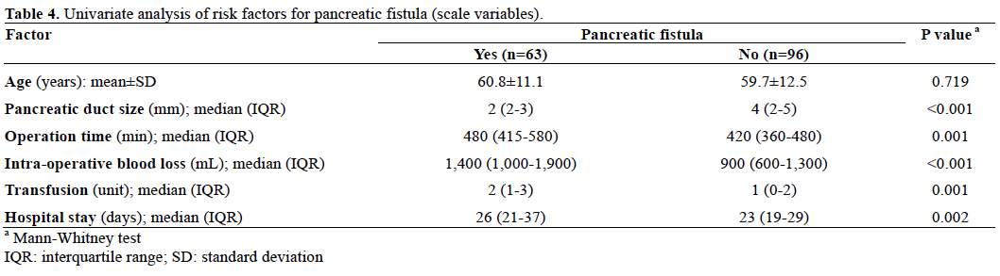 Table 4. Univariate analysis of risk factors for pancreatic fistula (scale variables).
Factor Pancreatic fistula P value a
Yes (n=63) No (n=96)
Age (years): mean±SD 60.8±11.1 59.7±12.5 0.719
Pancreatic duct size (mm); median (IQR) 2 (2-3) 4 (2-5) <0.001
Operation time (min); median (IQR) 480 (415-580) 420 (360-480) 0.001
Intra-operative blood loss (mL); median (IQR) 1,400 (1,000-1,900) 900 (600-1,300) <0.001
Transfusion (unit); median (IQR) 2 (1-3) 1 (0-2) 0.001
Hospital stay (days); median (IQR) 26 (21-37) 23 (19-29) 0.002
a Mann-Whitney test
IQR: interquartile range; SD: standard deviation